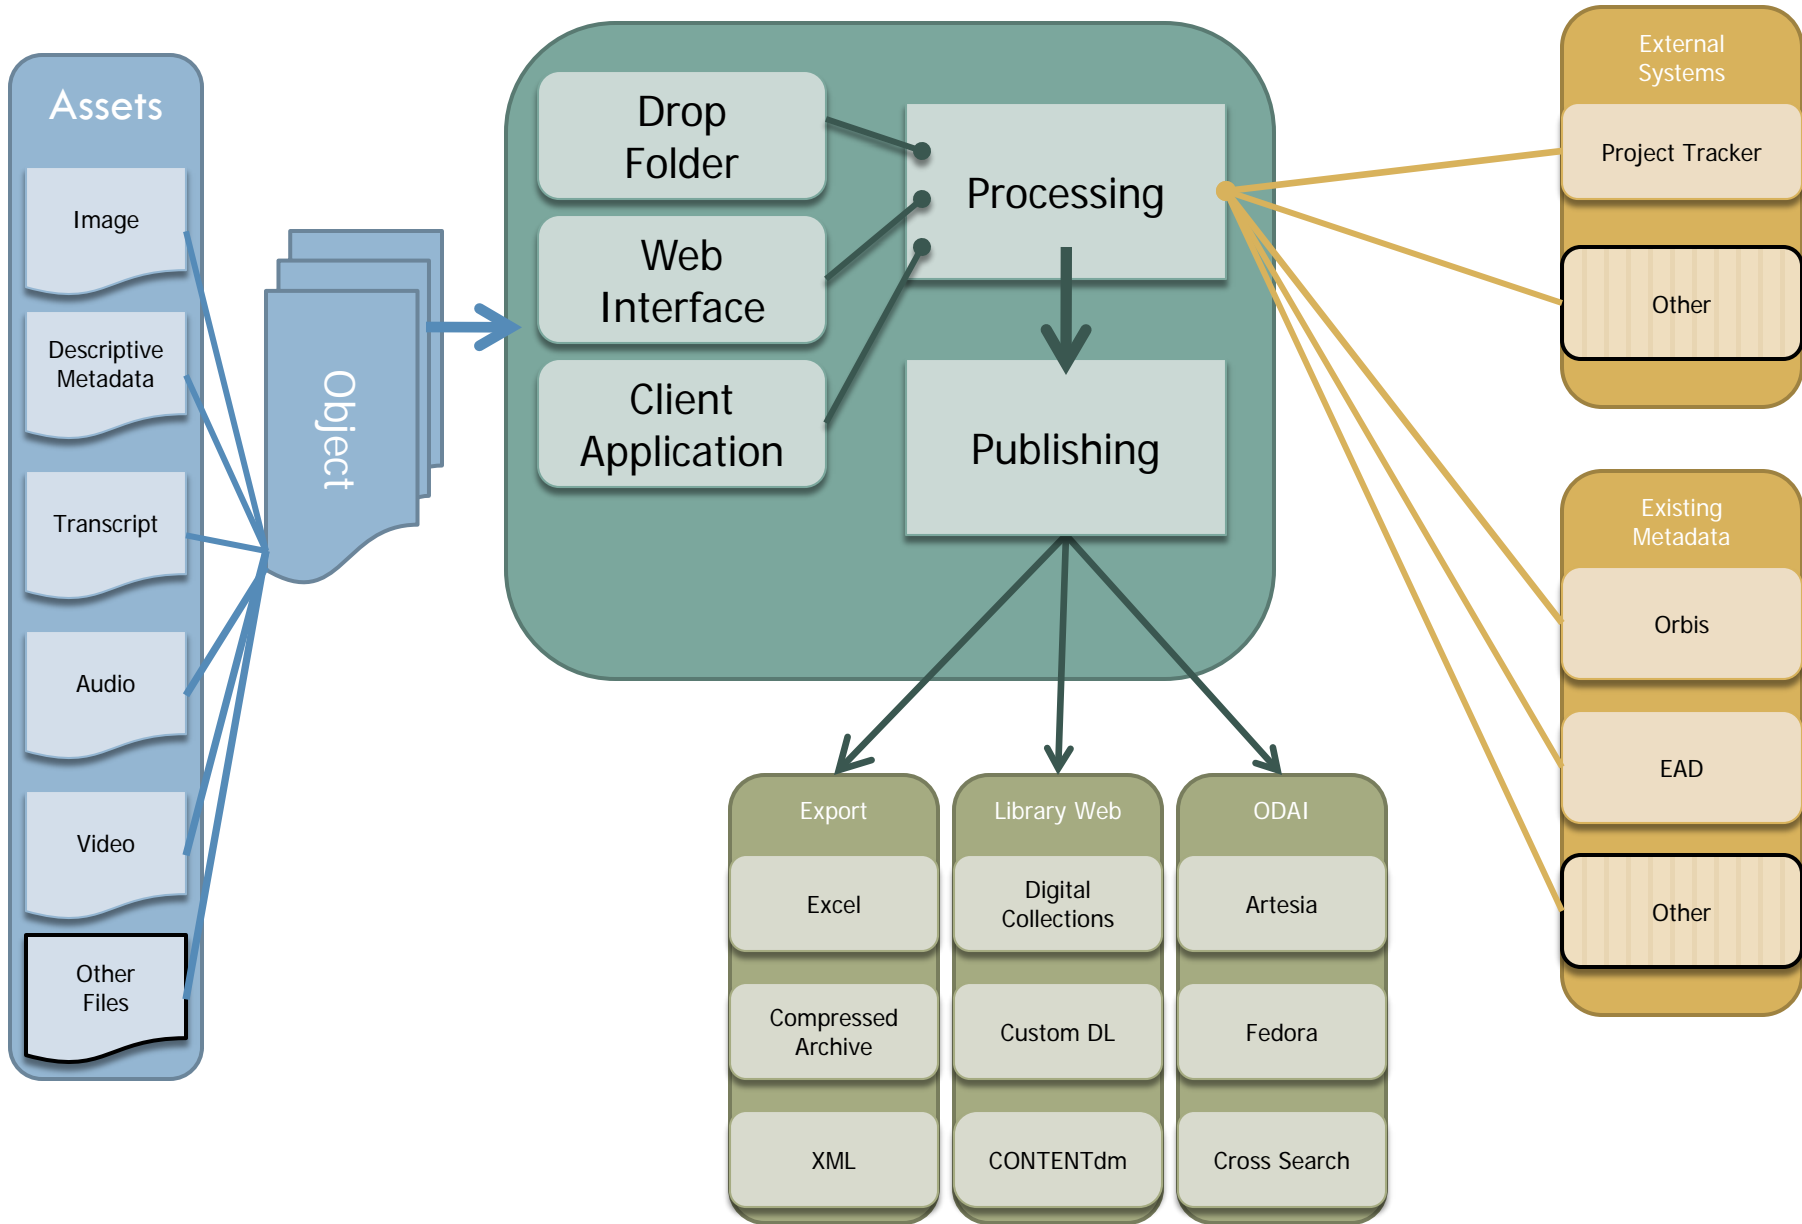 Assets
Image
Descriptive
Metadata
Transcript
Audio
Video
Other
Files
Object
Drop
Folder
Web
Interface
Client
Application
Processing
Publishing
Export
Excel
Compressed
Archive
XML
Library Web
Digital
Collections
Custom DL
CONTENTdm
ODAI
Artesia
Fedora
Cross Search
External
Systems
Project Tracker
Other
Existing
Metadata
Orbis
EAD
Other